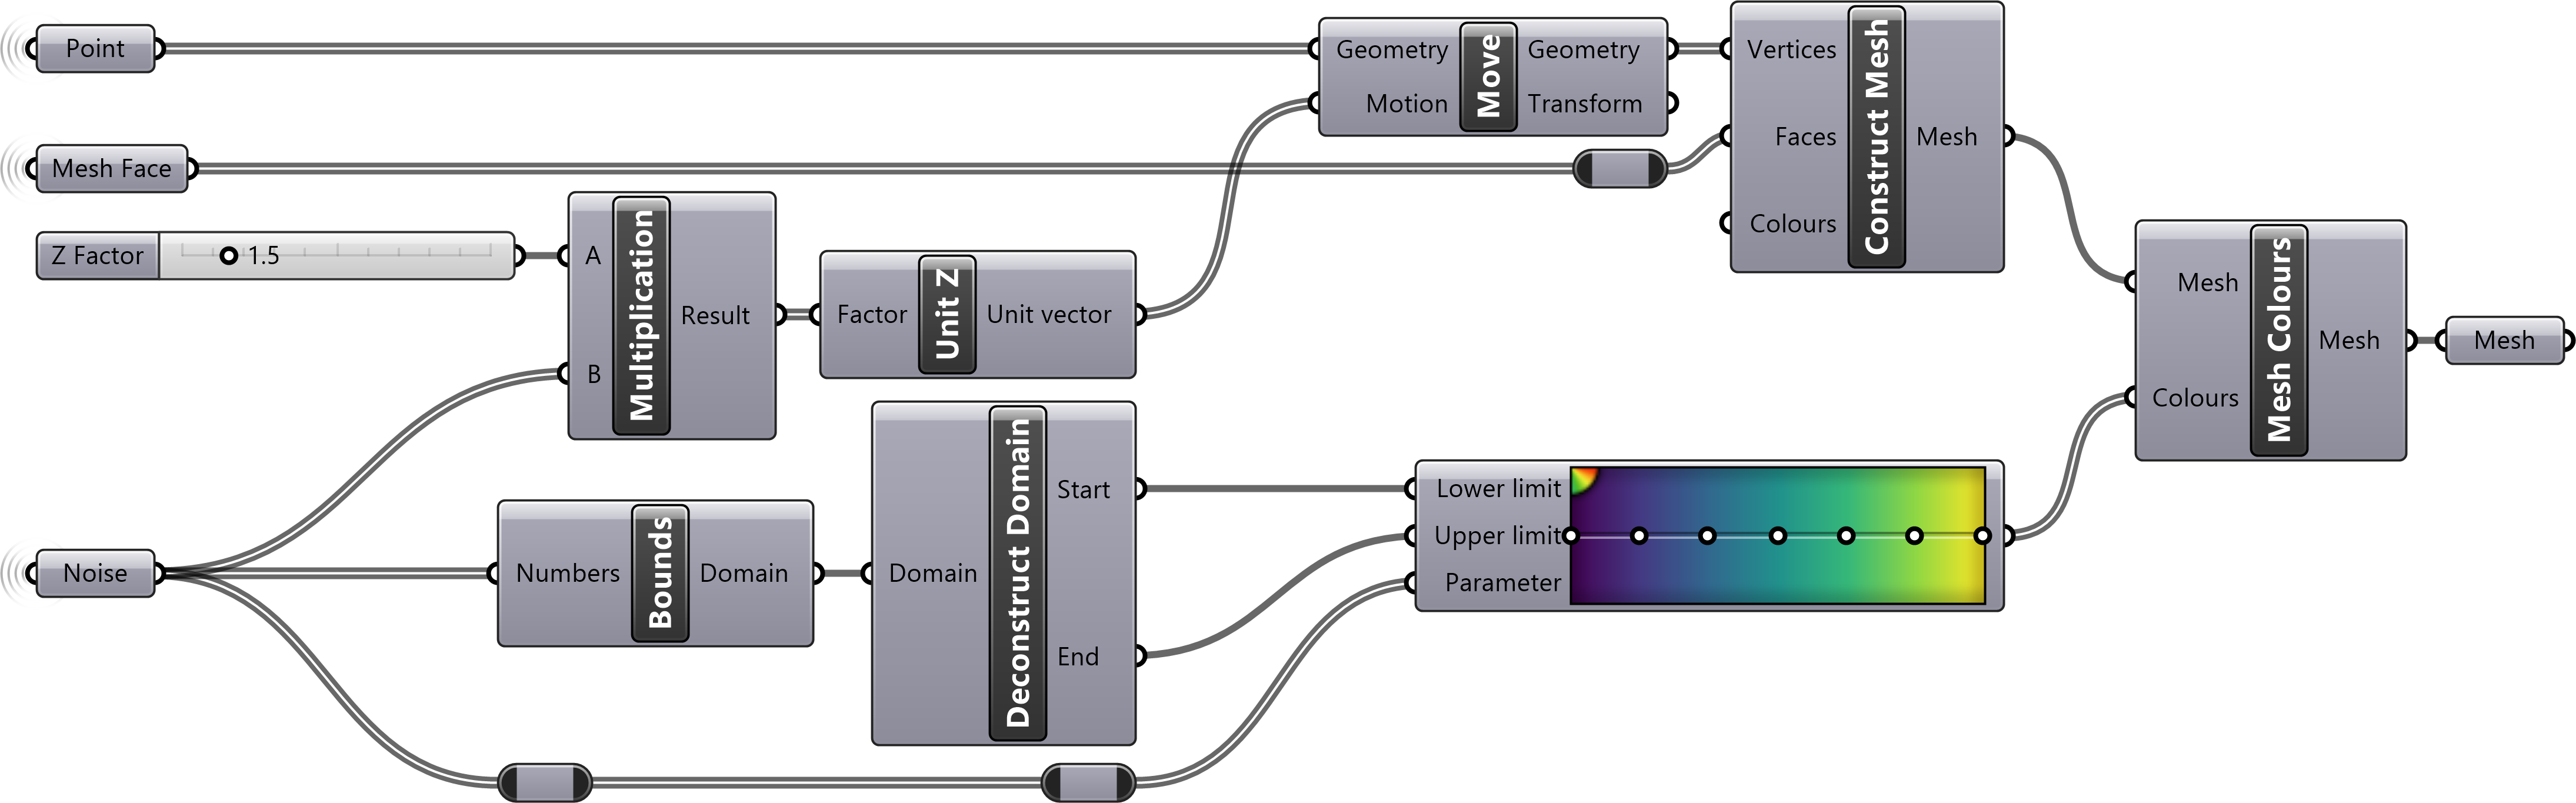 Point
Geometry
Move
Geometry
Motion
Transform
Vertices
Construct Mesh
Faces
Mesh
Colours
Mesh Face
Z Factor
1.5
A
Multiplication
Result
B
Factor
Unit Z
Unit vector
Mesh
Mesh Colours
Mesh
Colours
Mesh
Noise
Numbers
Bounds
Domain
Domain
Deconstruct Domain
Start
End
Lower limit
Upper limit
Parameter